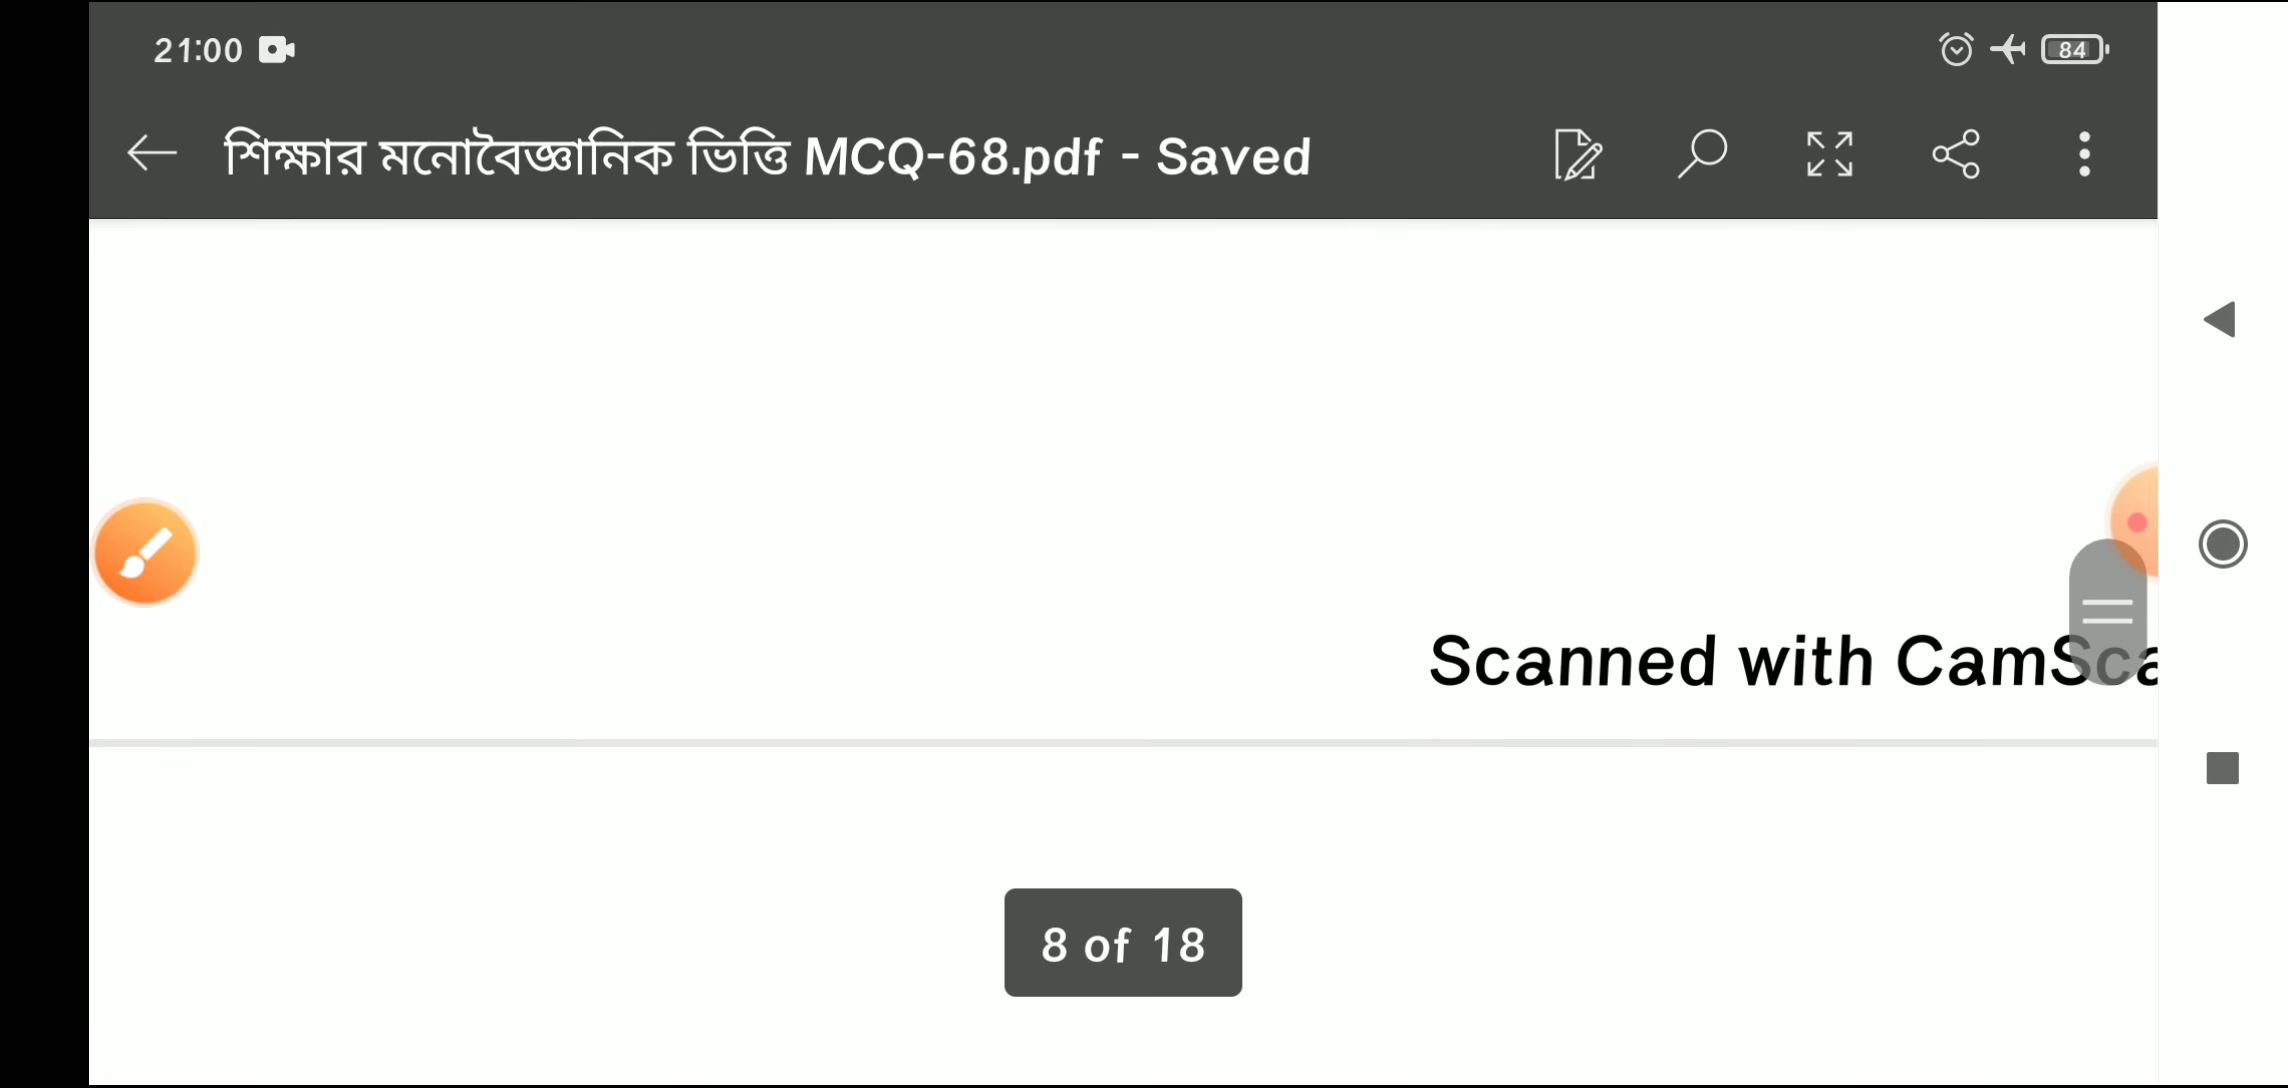 21:00
84
শিক্ষার মনোবৈজ্ঞানিক ভিত্তি MCQ-68.pdf - Saved
Scanned with CamSca
8 of 18